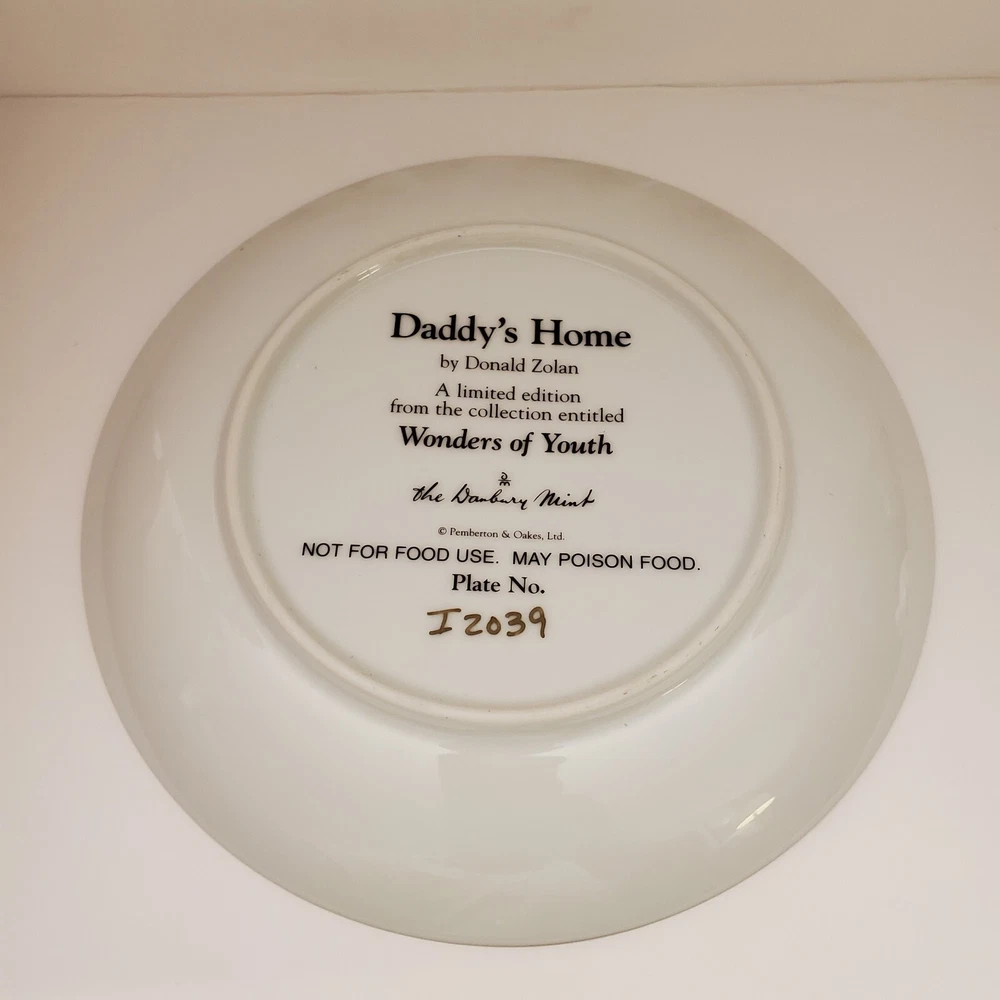 Daddy's Home
by Donald Zolan
A limited edition
from the collection entitled
Wonders of Youth
DM
the Danbury Mint
© Pemberton & Oakes, Ltd.
NOT FOR FOOD USE. MAY POISON FOOD.
Plate No.
I2039